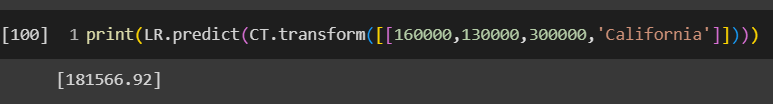 [100] 1 print(LR.predict(CT.transform([[160000,130000,300000,'California']])))
[181566.92]